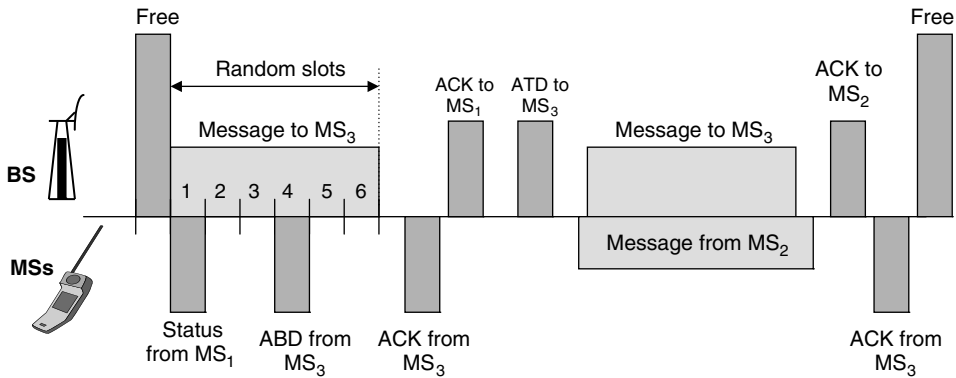 Free
Random slots
Message to MS₃
1 2 3 4 5 6
ACK to
MS₁
ATD to
MS₃
Message to MS₃
ACK to
MS₂
Free
BS
MSs
Status
from MS₁
ABD from
MS₃
ACK from
MS₃
Message from MS₂
ACK from
MS₃